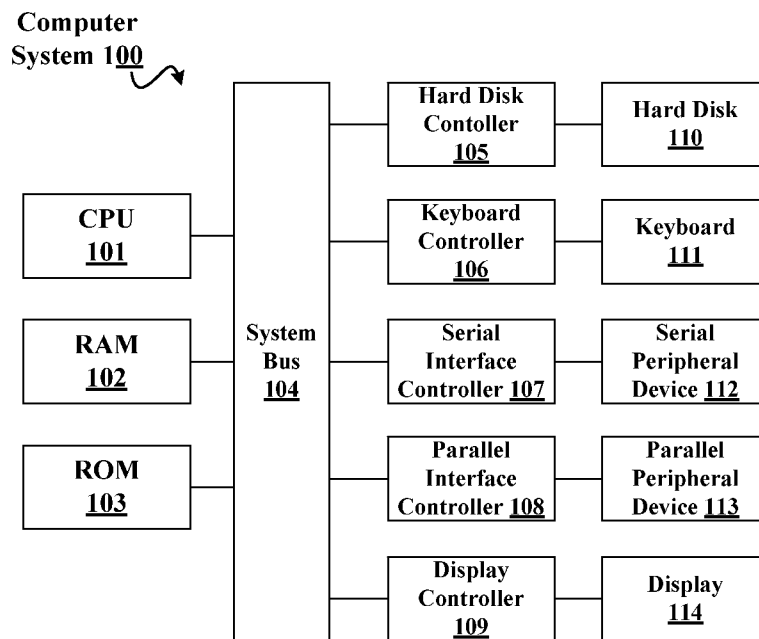 Computer
System 100
Hard Disk
Contoller
105
Hard Disk
110
CPU
101
Keyboard
Controller
106
Keyboard
111
System
Bus
104
RAM
102
Serial
Interface
Controller 107
Serial
Peripheral
Device 112
ROM
103
Parallel
Interface
Controller 108
Parallel
Peripheral
Device 113
Display
Controller
109
Display
114